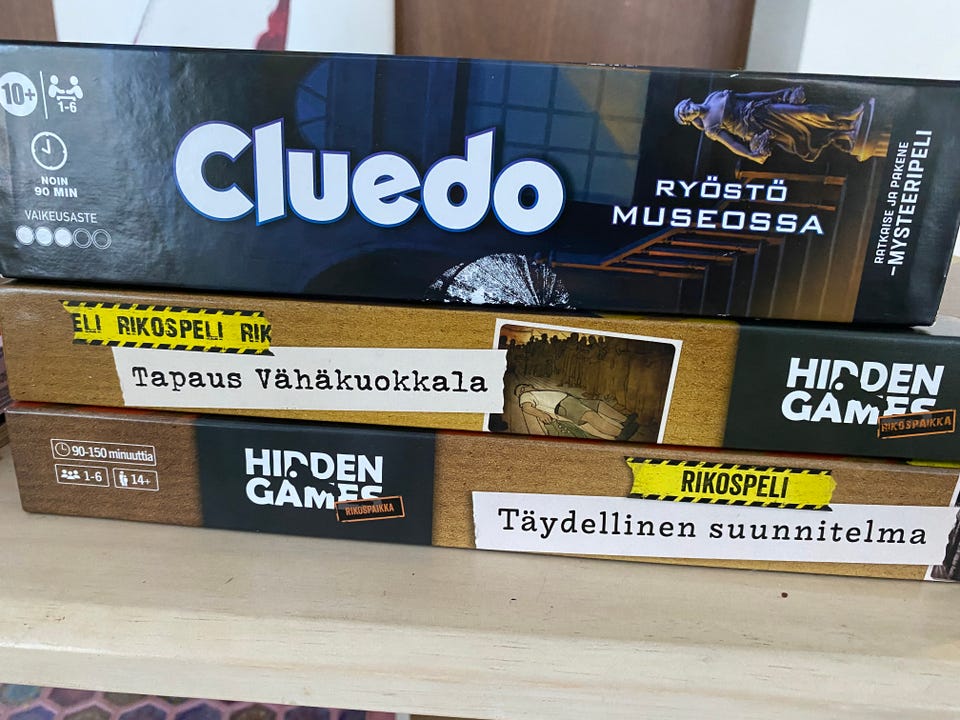 10+
1-6
NOIN
90 MIN
VAIKEUSASTE
Cluedo
RYÖSTÖ
MUSEOSSA
RATKAISE JA PAKENE
–MYSTEERIPELI
ELI RIKOSPELI RIK
Tapaus Vähäkuokkala
HIDDEN
GAMES
RIKOSPAIKKA
90-150 minuuttia
1-6 14+
HIDDEN
GAMES
RIKOSPAIKKA
RIKOSPELI
Täydellinen suunnitelma